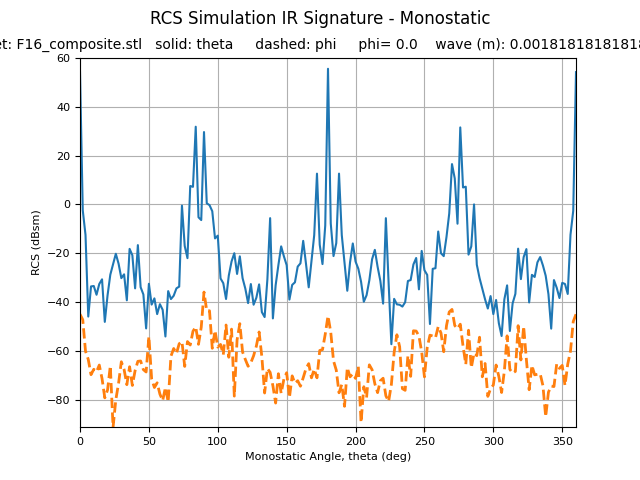 RCS Simulation IR Signature - Monostatic
et: F16_composite.stl   solid: theta     dashed: phi     phi= 0.0    wave (m): 0.00181818181818
60
40
20
0
−20
−40
−60
−80
RCS (dBsm)
0 50 100 150 200 250 300 350
Monostatic Angle, theta (deg)